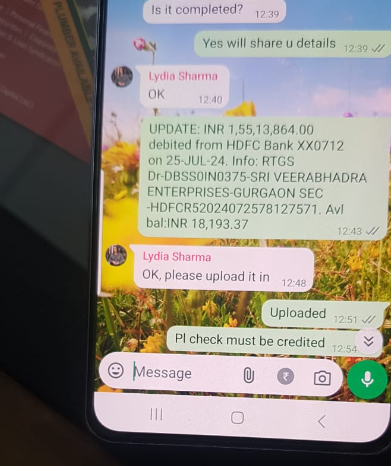 PLUMBER AVAILABLE
Is it completed? 12:39
Yes will share u details 12:39
Lydia Sharma
OK 12:40
UPDATE: INR 1,55,13,864.00
debited from HDFC Bank XX0712
on 25-JUL-24. Info: RTGS
Dr-DBSS0IN0375-SRI VEERABHADRA
ENTERPRISES-GURGAON SEC
-HDFCR52024072578127571. Avl
bal:INR 18,193.37 12:43
Lydia Sharma
OK, please upload it in 12:48
Uploaded 12:51
Pl check must be credited 12:54
Message